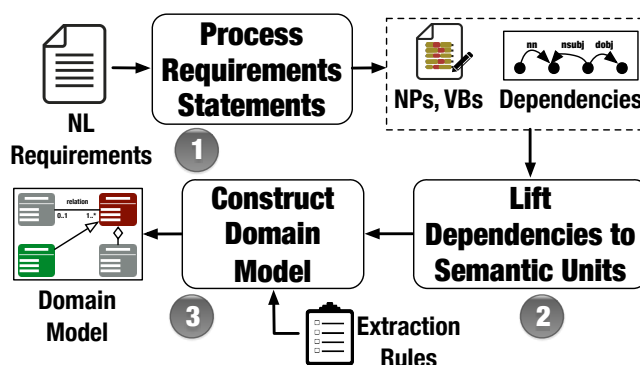 Process
Requirements
Statements
NL
Requirements
1
nn nsubj dobj
NPs, VBs Dependencies
relation
0..1 1..*
Domain
Model
Construct
Domain
Model
3
Lift
Dependencies to
Semantic Units
2
Extraction
Rules